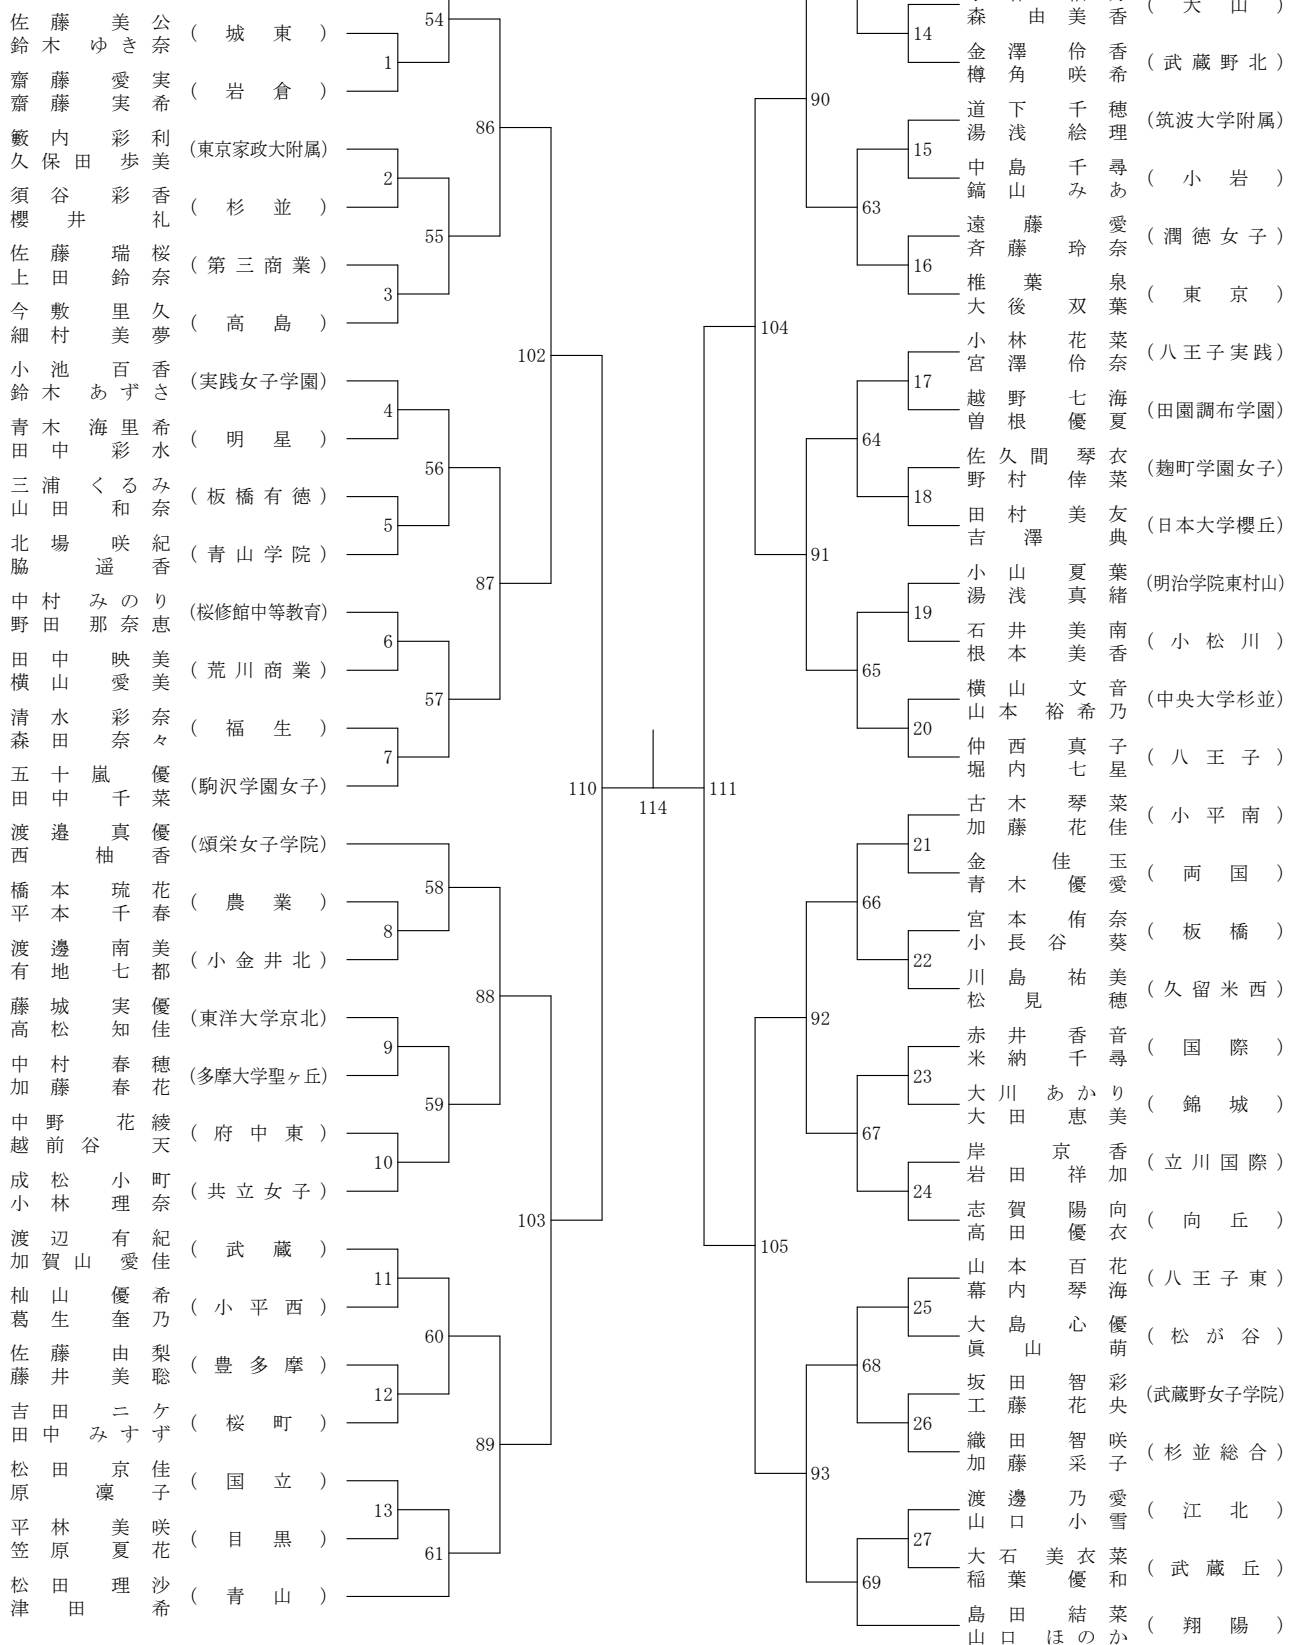 佐藤美公
鈴木ゆき奈
(城東)
齋藤愛実
齋藤実希
(岩倉)
籔内彩利
久保田歩美
(東京家政大附属)
須谷彩香
櫻井礼
(杉並)
佐藤瑞桜
上田鈴奈
(第三商業)
今敷里久
細村美夢
(高島)
小池百香
鈴木あずさ
(実践女子学園)
青木海里希
田中彩水
(明星)
三浦くるみ
山田和奈
(板橋有徳)
北場咲紀
脇遥香
(青山学院)
中村みのり
野田那奈恵
(桜修館中等教育)
田中映美
横山愛美
(荒川商業)
清水彩奈
森田奈々
(福生)
五十嵐優
田中千菜
(駒沢学園女子)
渡邉真優
西柚香
(頌栄女子学院)
橋本琉花
平本千春
(農業)
渡邊南美
有地七都
(小金井北)
藤城実優
高松知佳
(東洋大学京北)
中村春穂
加藤春花
(多摩大学聖ヶ丘)
中野花綾
越前谷天
(府中東)
成松小町
小林理奈
(共立女子)
渡辺有紀
加賀山愛佳
(武蔵)
杣山優希
葛生奎乃
(小平西)
佐藤由梨
藤井美聡
(豊多摩)
吉田ニケ
田中みすず
(桜町)
松田京佳
原凜子
(国立)
平林美咲
笠原夏花
(目黒)
松田理沙
津田希
(青山)
1
2
3
4
5
6
7
8
9
10
11
12
13
54
55
56
57
58
59
60
61
86
87
88
89
102
103
110
114
111
104
105
90
91
92
93
63
64
65
66
67
68
69
14
15
16
17
18
19
20
21
22
23
24
25
26
27
森由美香
(大山)
金澤伶香
樽角咲希
(武蔵野北)
道下千穂
湯浅絵理
(筑波大学附属)
中島千尋
鎬山みあ
(小岩)
遠藤愛
斉藤玲奈
(潤徳女子)
椎葉泉
大後双葉
(東京)
小林花菜
宮澤伶奈
(八王子実践)
越野七海
曽根優夏
(田園調布学園)
佐久間琴衣
野村倖菜
(麹町学園女子)
田村美友
吉澤典
(日本大学櫻丘)
小山夏葉
湯浅真緒
(明治学院東村山)
石井美南
根本美香
(小松川)
横山文音
山本裕希乃
(中央大学杉並)
仲西真子
堀内七星
(八王子)
古木琴菜
加藤花佳
(小平南)
金佳玉
青木優愛
(両国)
宮本侑奈
小長谷葵
(板橋)
川島祐美
松見穂
(久留米西)
赤井香音
米納千尋
(国際)
大川あかり
大田恵美
(錦城)
岸京香
岩田祥加
(立川国際)
志賀陽向
高田優衣
(向丘)
山本百花
幕内琴海
(八王子東)
大島心優
眞山萌
(松が谷)
坂田智彩
工藤花央
(武蔵野女子学院)
織田智咲
加藤采子
(杉並総合)
渡邊乃愛
山口小雪
(江北)
大石美衣菜
稲葉優和
(武蔵丘)
島田結菜
山口ほのか
(翔陽)